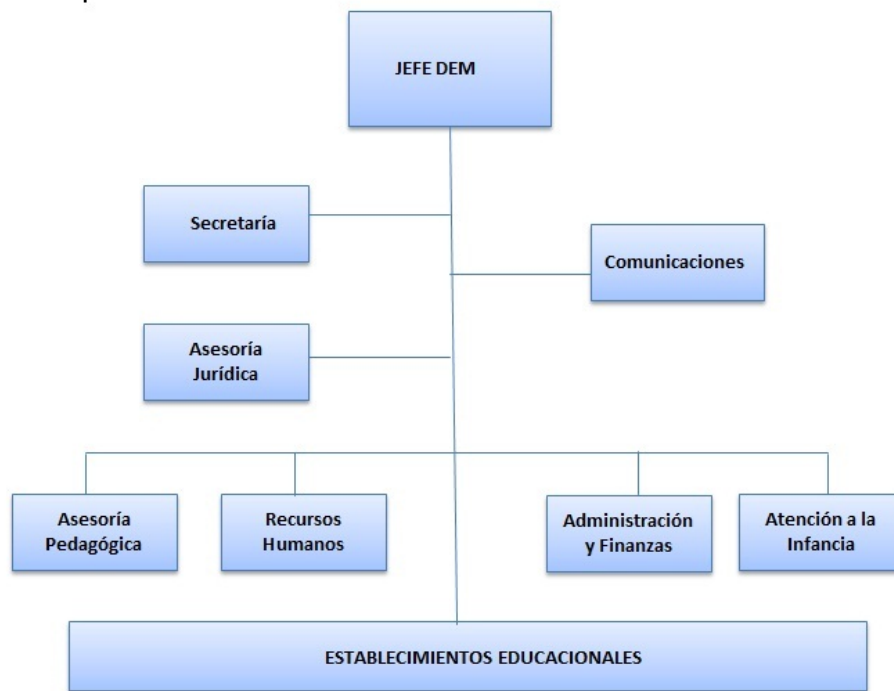 JEFE DEM
Secretaría
Comunicaciones
Asesoría
Jurídica
Asesoría
Pedagógica
Recursos
Humanos
Administración
y Finanzas
Atención a la
Infancia
ESTABLECIMIENTOS EDUCACIONALES